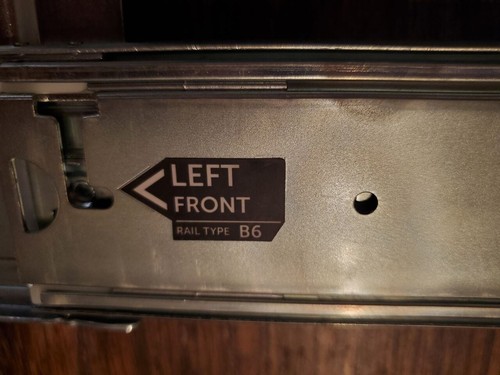 LEFT
FRONT
RAIL TYPE B6